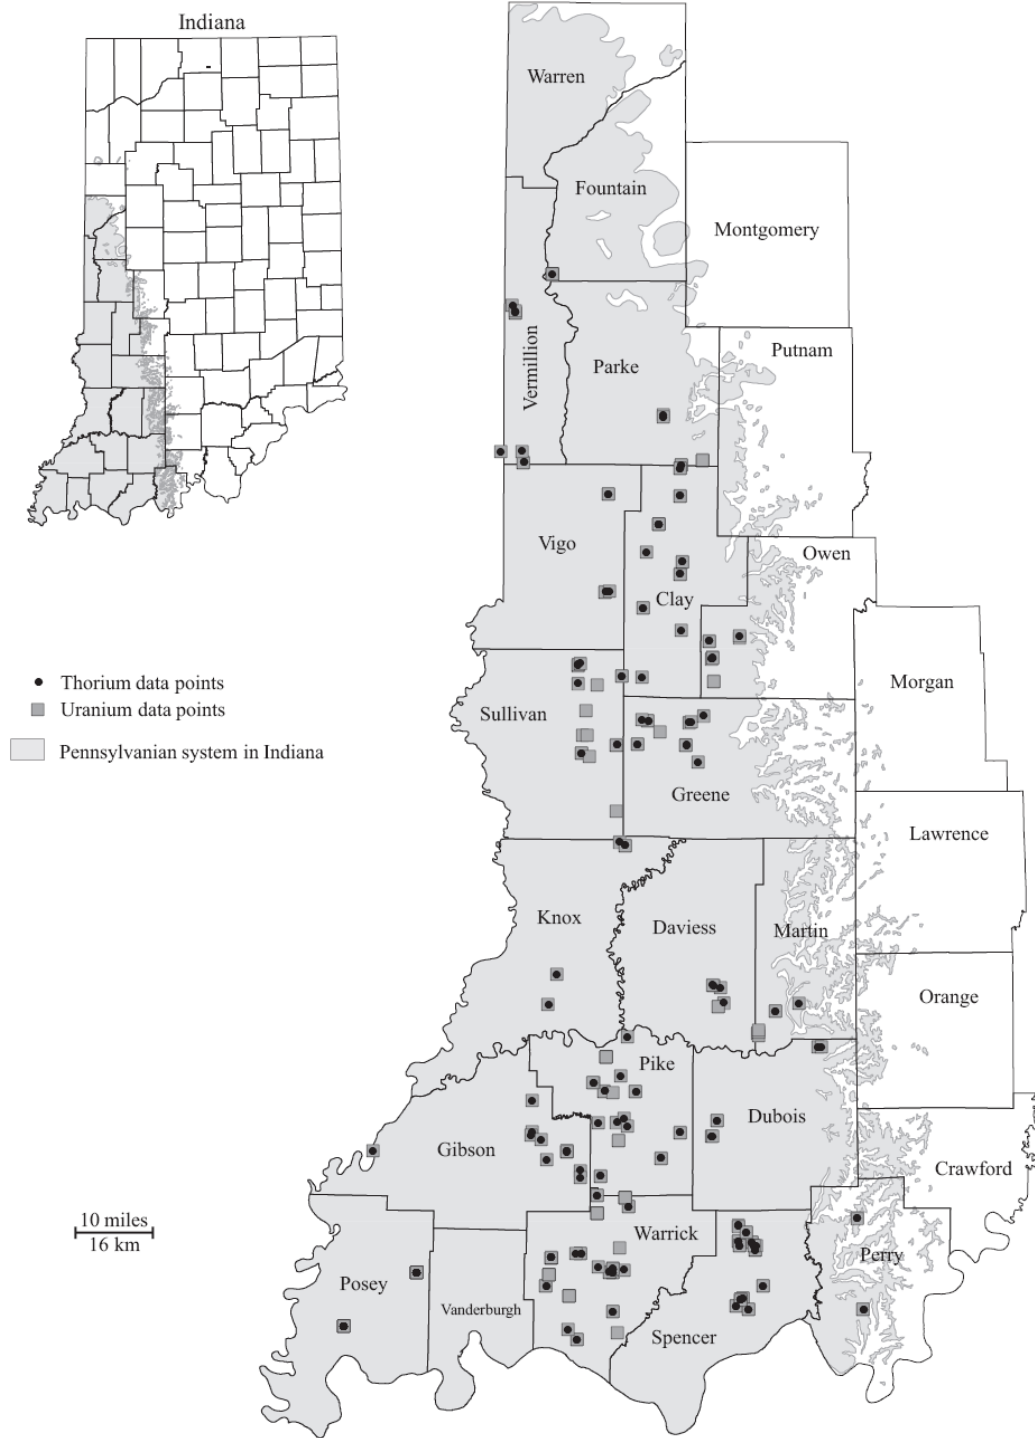 Indiana
Warren
Fountain
Montgomery
Vermillion
Parke
Putnam
Vigo
Owen
Clay
Thorium data points
Uranium data points
Pennsylvanian system in Indiana
Sullivan
Morgan
Greene
Lawrence
Knox
Daviess
Martin
Orange
Pike
Dubois
Gibson
Crawford
10 miles
16 km
Warrick
Perry
Posey
Vanderburgh
Spencer